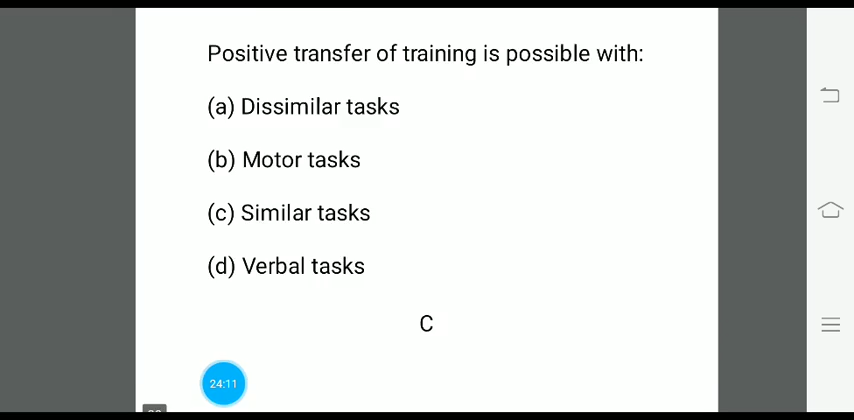 Positive transfer of training is possible with:
(a) Dissimilar tasks
(b) Motor tasks
(c) Similar tasks
(d) Verbal tasks
C
24:11